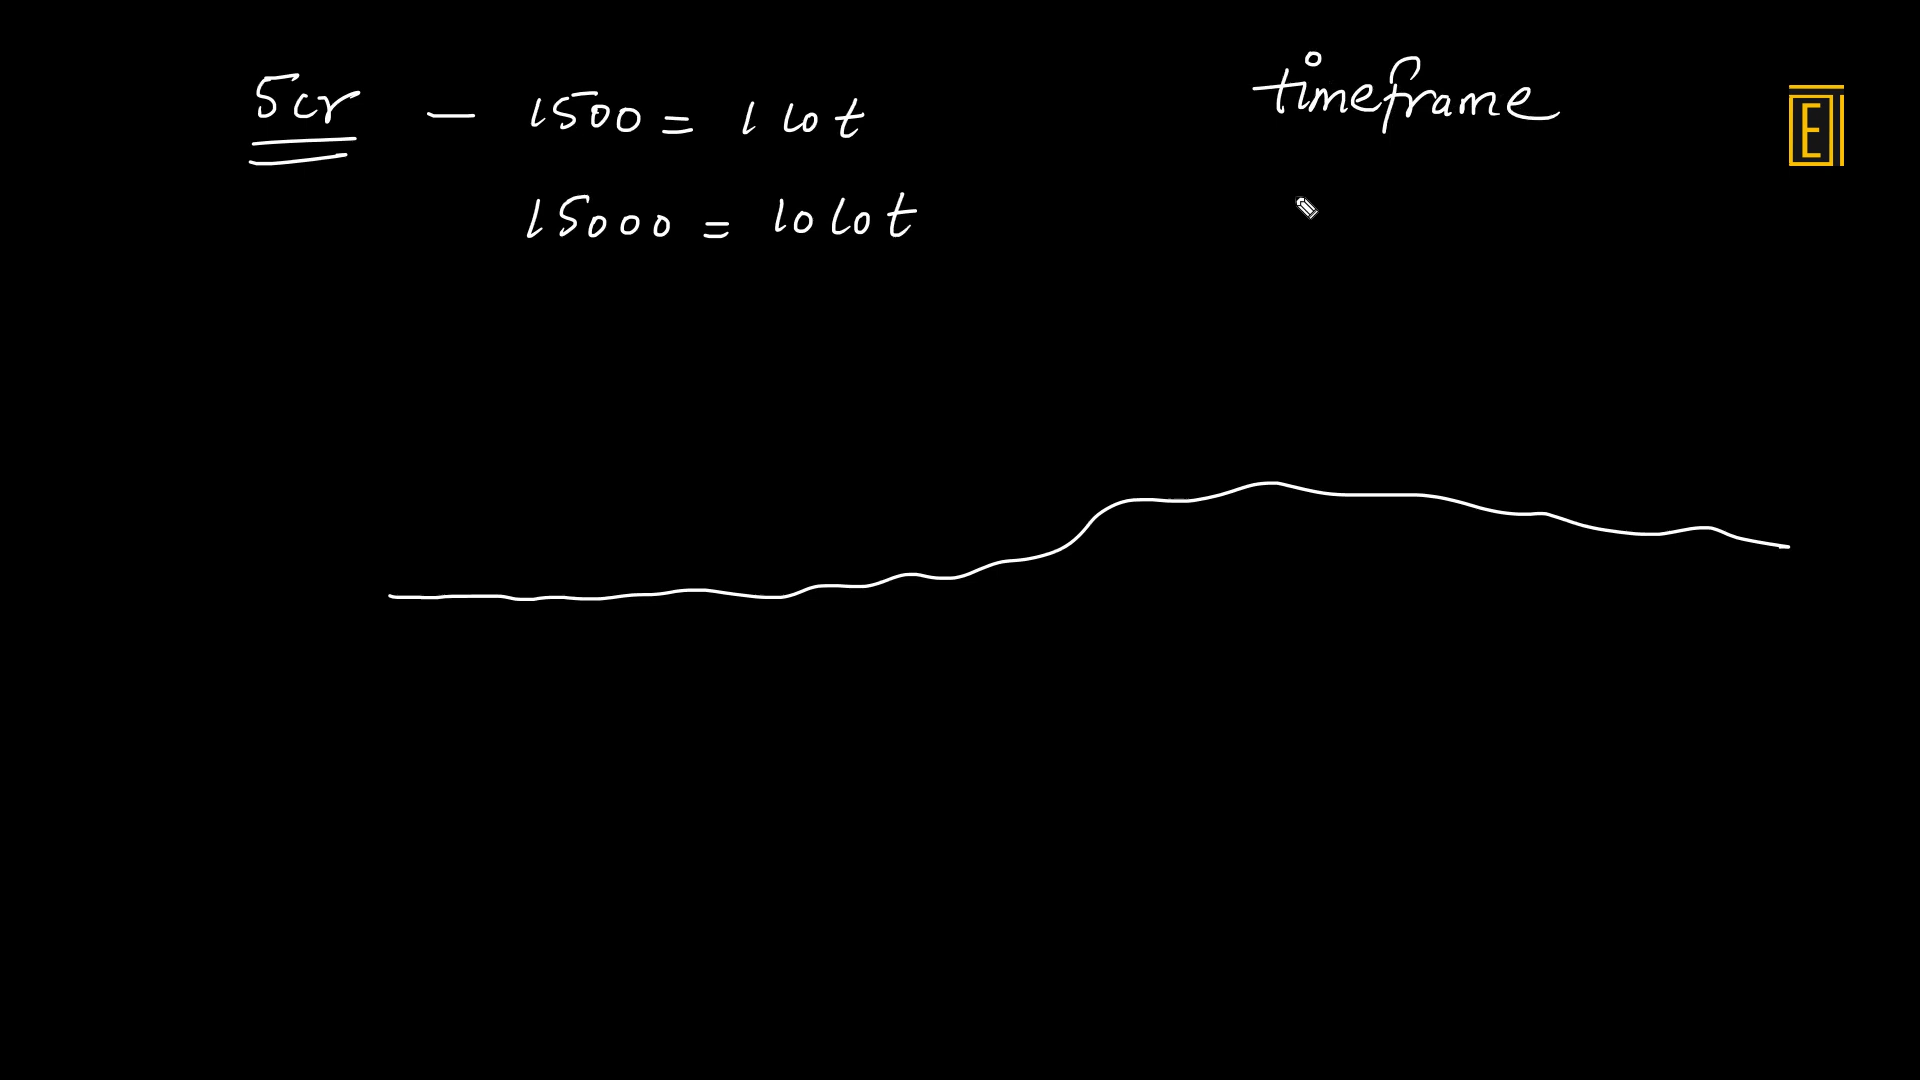 5cr — 1500 = 1 lot
15000 = 10 lot
timeframe
E